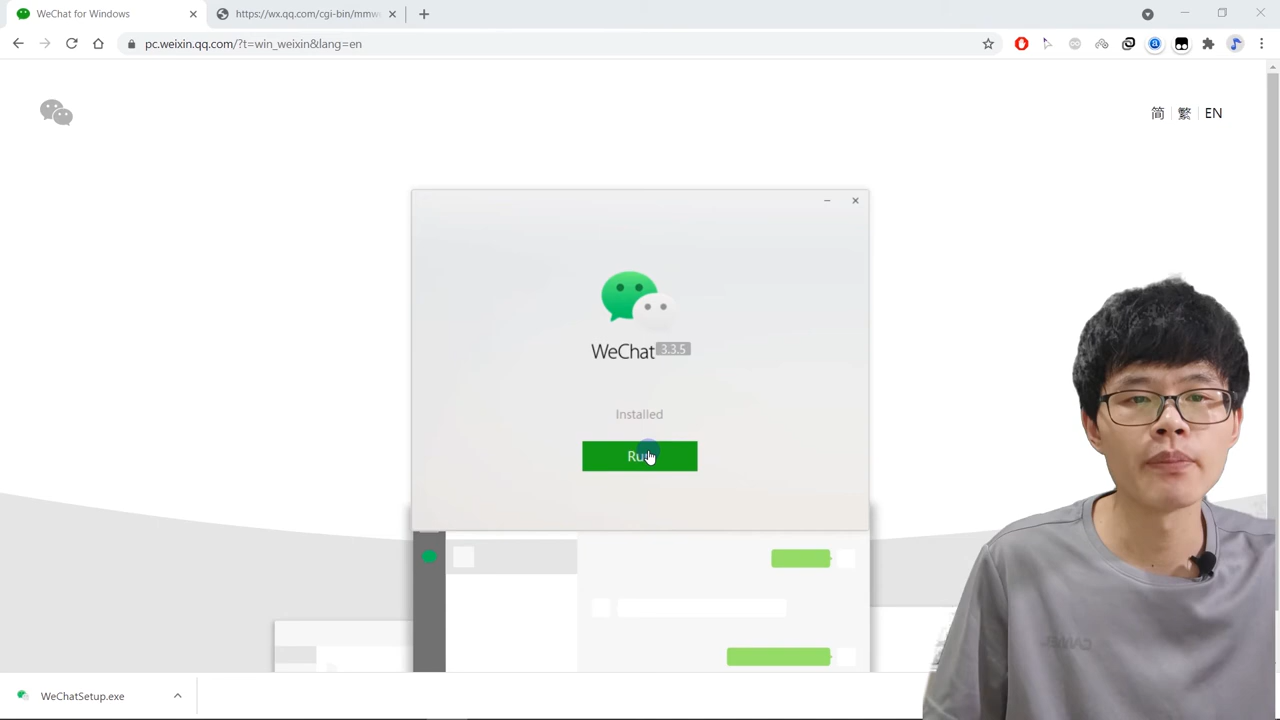 WeChat for Windows
https://wx.qq.com/cgi-bin/mmw
pc.weixin.qq.com/?t=win_weixin&lang=en
简 繁 EN
WeChat 3.3.5
Installed
WeChatSetup.exe